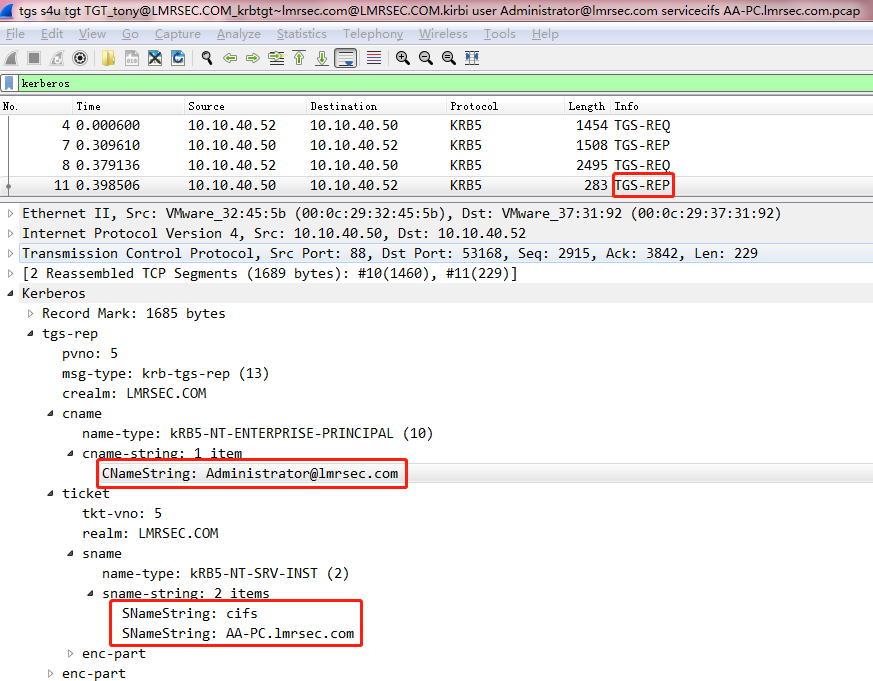 tgs s4u tgt TGT_tony@LMRSEC.COM_krbtgt~lmrsec.com@LMRSEC.COM.kirbi user Administrator@lmrsec.com servicecifs AA-PC.lmrsec.com.pcap
File Edit View Go Capture Analyze Statistics Telephony Wireless Tools Help
kerberos
No. Time Source Destination Protocol Length Info
4 0.000600 10.10.40.52 10.10.40.50 KRB5 1454 TGS-REQ
7 0.309610 10.10.40.50 10.10.40.52 KRB5 1508 TGS-REP
8 0.379136 10.10.40.52 10.10.40.50 KRB5 2495 TGS-REQ
11 0.398506 10.10.40.50 10.10.40.52 KRB5 283 TGS-REP
Ethernet II, Src: VMware_32:45:5b (00:0c:29:32:45:5b), Dst: VMware_37:31:92 (00:0c:29:37:31:92)
Internet Protocol Version 4, Src: 10.10.40.50, Dst: 10.10.40.52
Transmission Control Protocol, Src Port: 88, Dst Port: 53168, Seq: 2915, Ack: 3842, Len: 229
[2 Reassembled TCP Segments (1689 bytes): #10(1460), #11(229)]
Kerberos
Record Mark: 1685 bytes
tgs-rep
pvno: 5
msg-type: krb-tgs-rep (13)
crealm: LMRSEC.COM
cname
name-type: kRB5-NT-ENTERPRISE-PRINCIPAL (10)
cname-string: 1 item
CNameString: Administrator@lmrsec.com
ticket
tkt-vno: 5
realm: LMRSEC.COM
sname
name-type: kRB5-NT-SRV-INST (2)
sname-string: 2 items
SNameString: cifs
SNameString: AA-PC.lmrsec.com
enc-part
enc-part